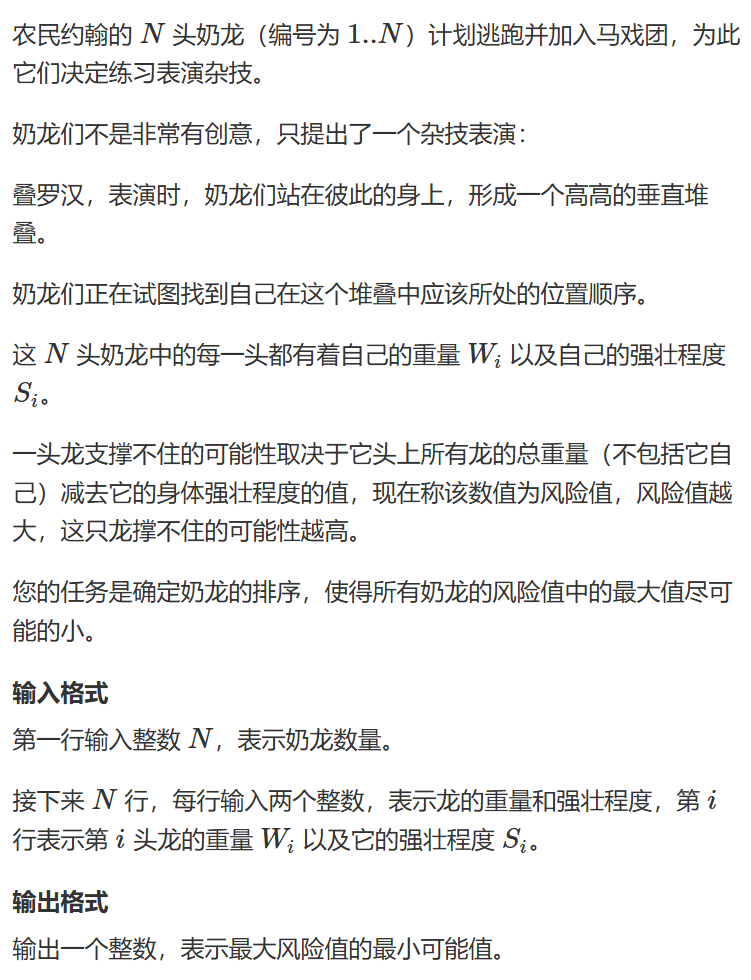 农民约翰的 N 头奶龙（编号为 1..N）计划逃跑并加入马戏团，为此
它们决定练习表演杂技。
奶龙们不是非常有创意，只提出了一个杂技表演：
叠罗汉，表演时，奶龙们站在彼此的身上，形成一个高高的垂直堆
叠。
奶龙们正在试图找到自己在这个堆叠中应该所处的位置顺序。
这 N 头奶龙中的每一头都有着自己的重量 W_i 以及自己的强壮程度
S_i。
一头龙支撑不住的可能性取决于它头上所有龙的总重量（不包括它自
己）减去它的身体强壮程度的值，现在称该数值为风险值，风险值越
大，这只龙撑不住的可能性越高。
您的任务是确定奶龙的排序，使得所有奶龙的风险值中的最大值尽可
能的小。
输入格式
第一行输入整数 N，表示奶龙数量。
接下来 N 行，每行输入两个整数，表示龙的重量和强壮程度，第 i
行表示第 i 头龙的重量 W_i 以及它的强壮程度 S_i。
输出格式
输出一个整数，表示最大风险值的最小可能值。